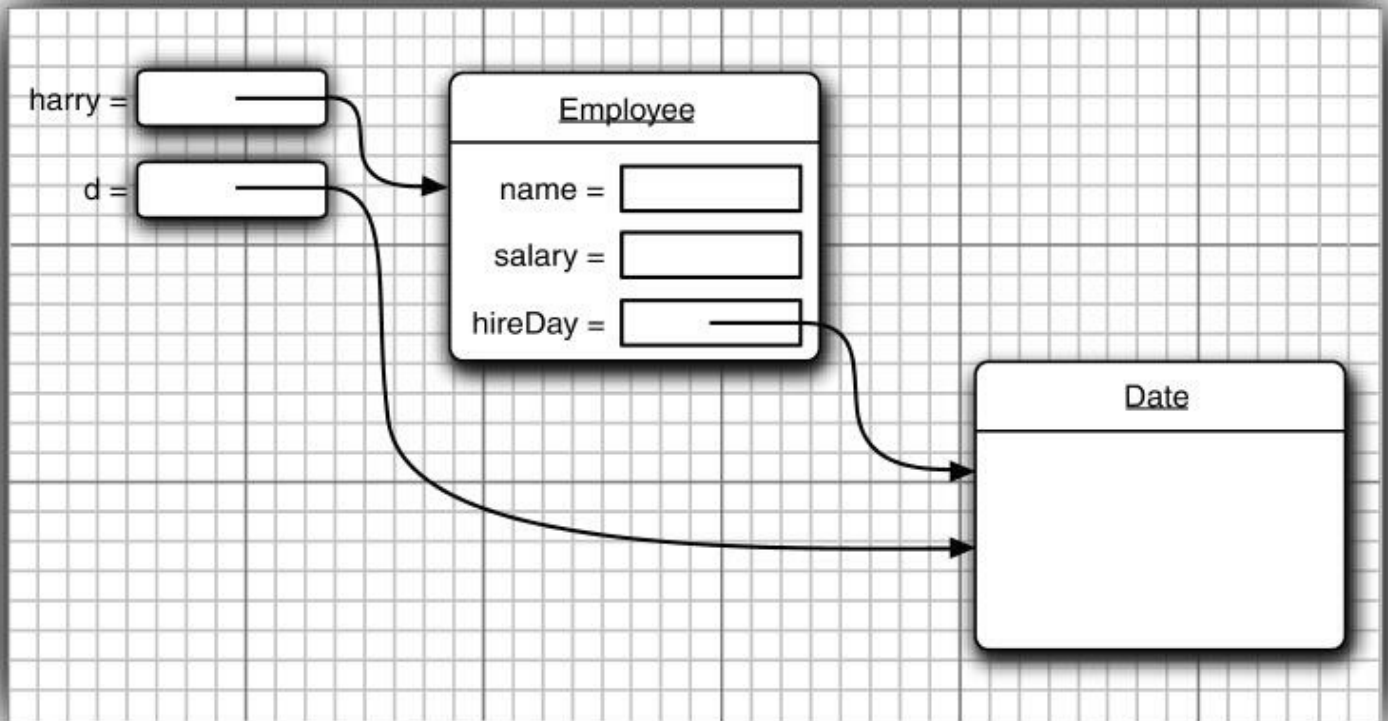 harry =
d =
Employee
name =
salary =
hireDay =
Date